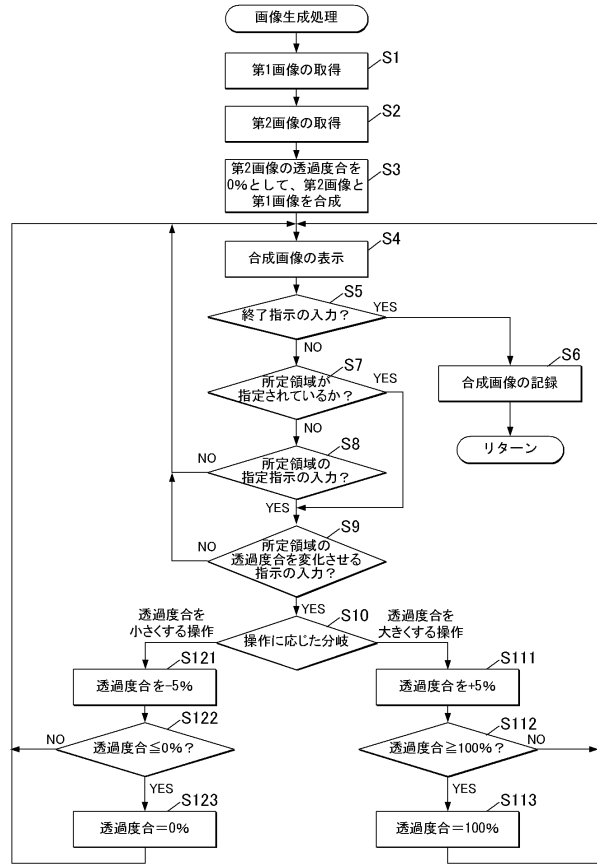 画像生成処理
第1画像の取得
S1
第2画像の取得
S2
第2画像の透過度合を
0%として、第2画像と
第1画像を合成
S3
合成画像の表示
S4
終了指示の入力？
S5
YES
NO
合成画像の記録
S6
リターン
所定領域が
指定されているか？
S7
YES
NO
所定領域の
指定指示の入力？
S8
NO
YES
所定領域の
透過度合を変化させる
指示の入力？
S9
NO
YES
操作に応じた分岐
S10
透過度合を
小さくする操作
透過度合を
大きくする操作
透過度合を−5%
S121
透過度合を+5%
S111
透過度合≦0%？
S122
NO
YES
透過度合≧100%？
S112
NO
YES
透過度合＝0%
S123
透過度合＝100%
S113